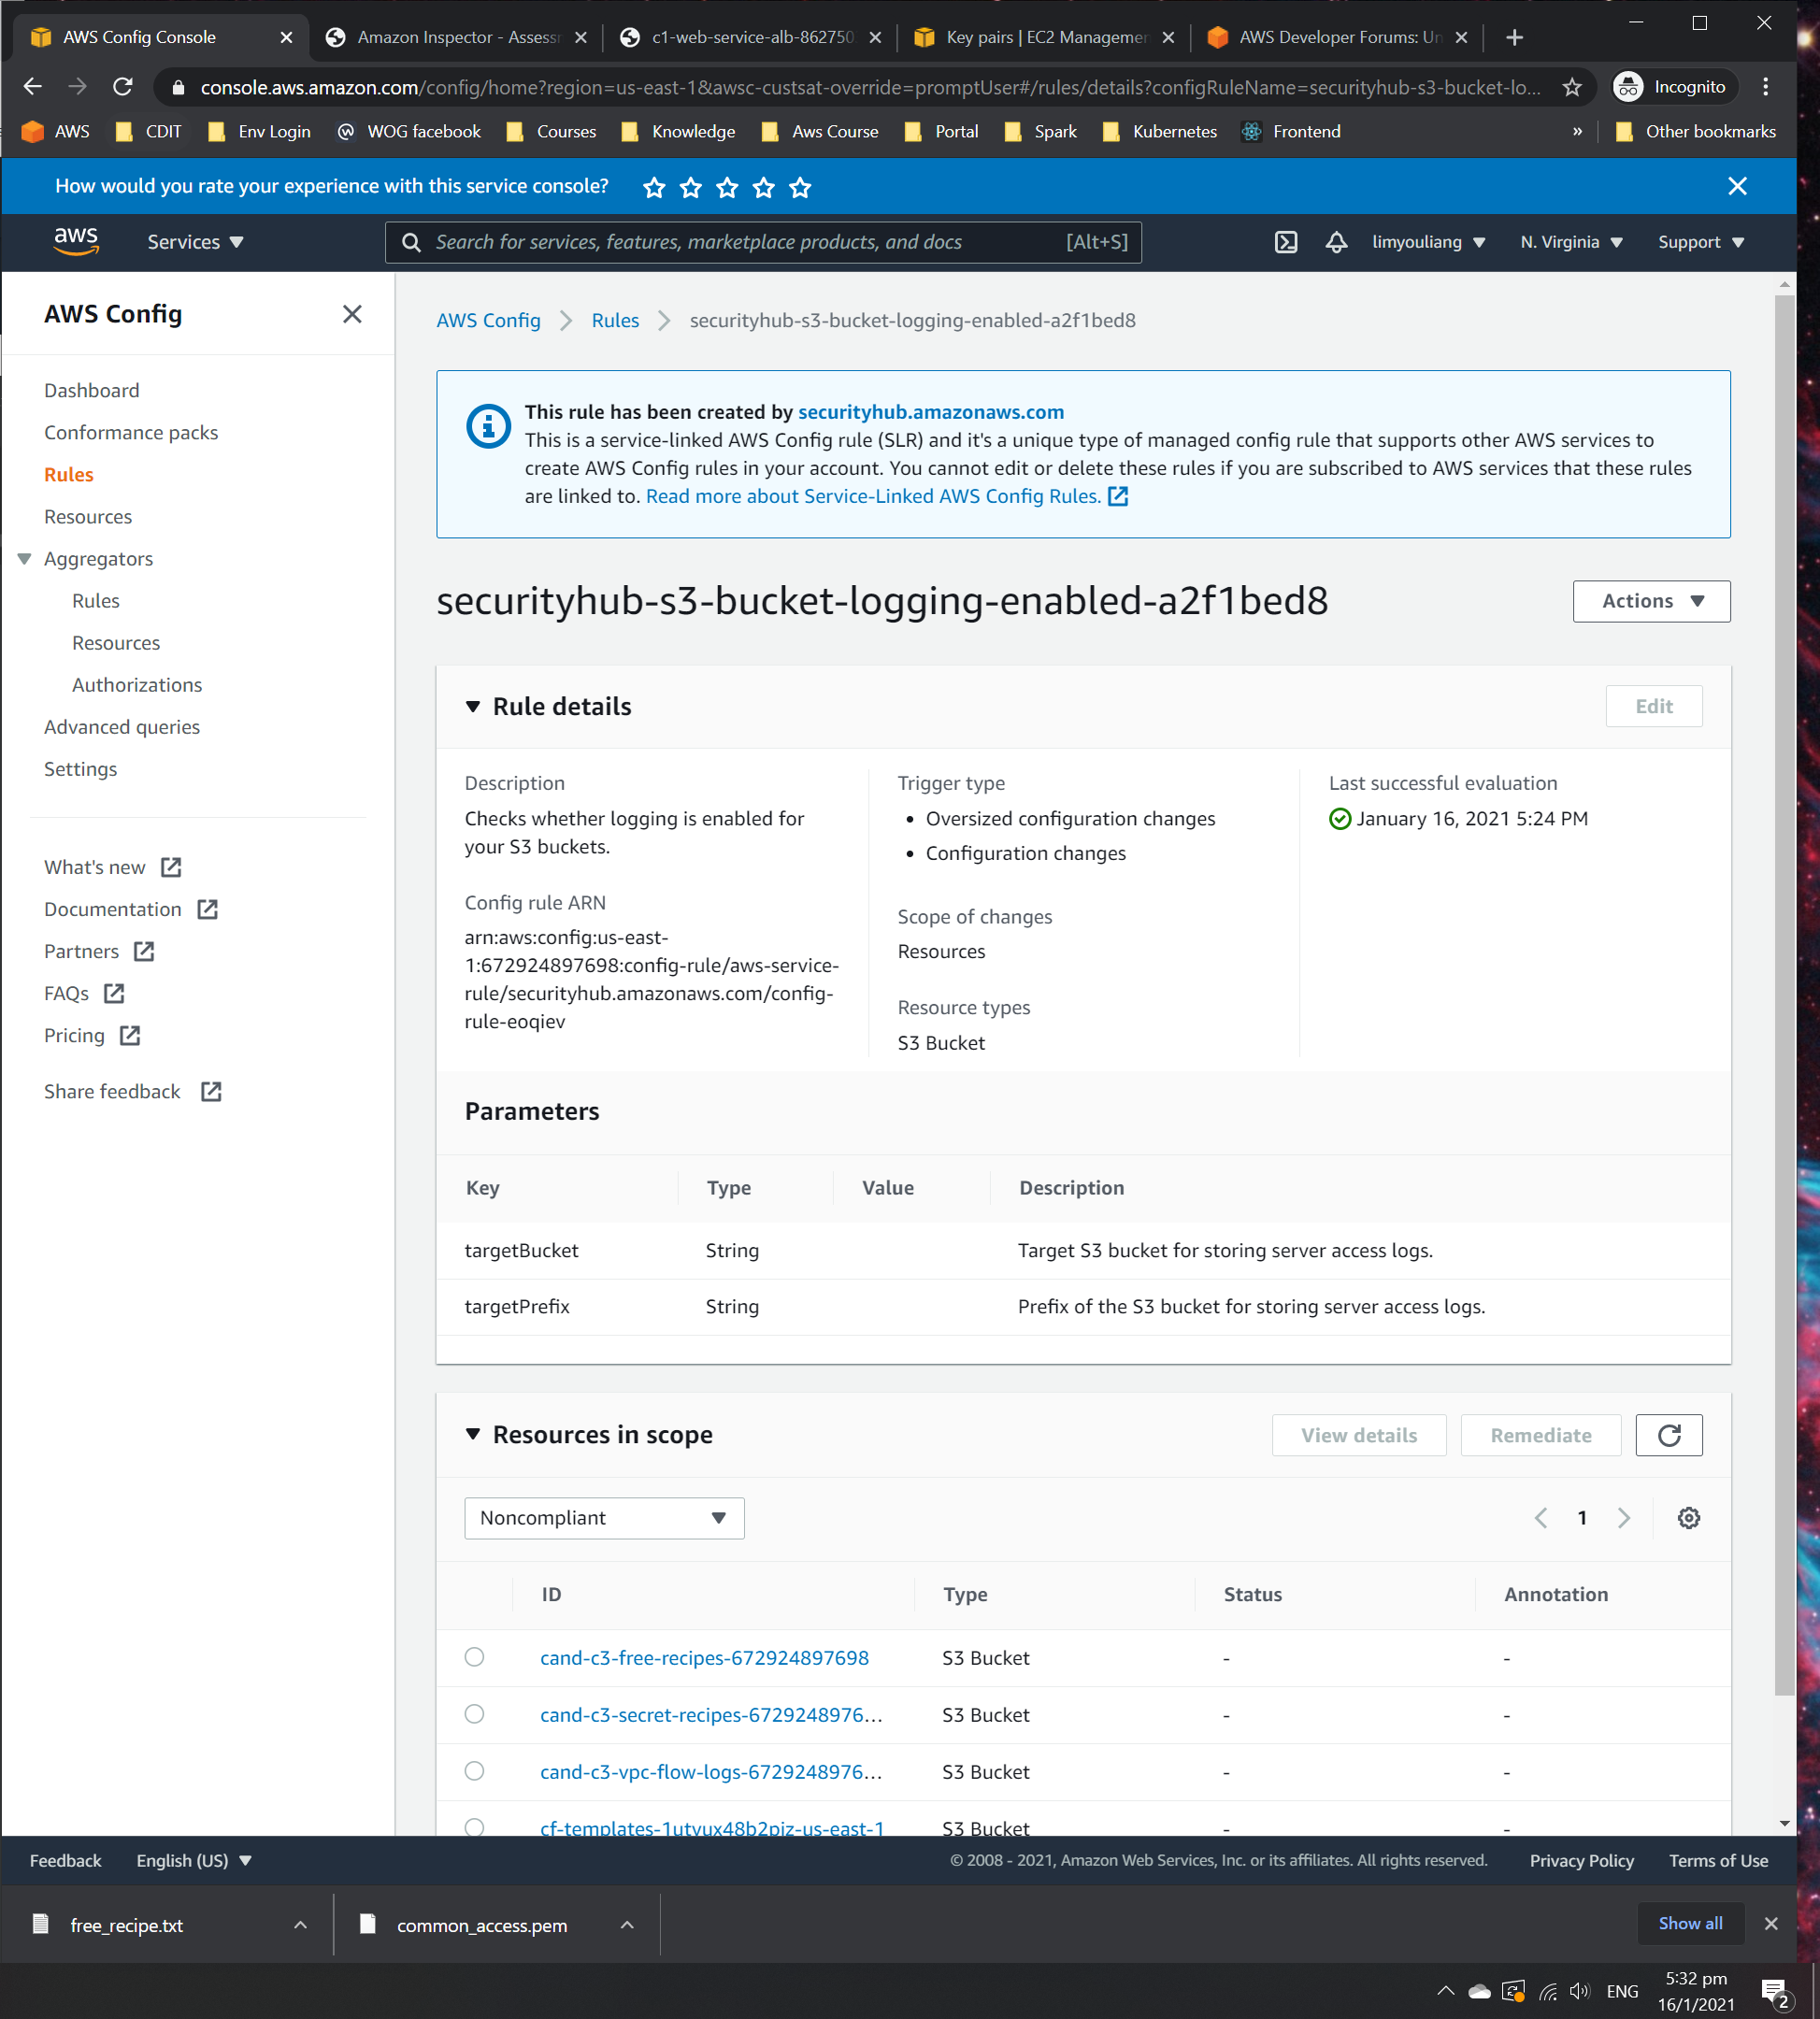 AWS Config Console
Amazon Inspector - Assessm
c1-web-service-alb-862750
Key pairs | EC2 Managemen
AWS Developer Forums: Un
console.aws.amazon.com/config/home?region=us-east-1&awsc-custsat-override=promptUser#/rules/details?configRuleName=securityhub-s3-bucket-lo...
Incognito
AWS
CDIT
Env Login
WOG facebook
Courses
Knowledge
Aws Course
Portal
Spark
Kubernetes
Frontend
»
Other bookmarks
How would you rate your experience with this service console?
aws
Services
Search for services, features, marketplace products, and docs
[Alt+S]
limyouliang
N. Virginia
Support
AWS Config
Dashboard
Conformance packs
Rules
Resources
Aggregators
Rules
Resources
Authorizations
Advanced queries
Settings
What's new
Documentation
Partners
FAQs
Pricing
Share feedback
AWS Config > Rules > securityhub-s3-bucket-logging-enabled-a2f1bed8
This rule has been created by securityhub.amazonaws.com
This is a service-linked AWS Config rule (SLR) and it's a unique type of managed config rule that supports other AWS services to
create AWS Config rules in your account. You cannot edit or delete these rules if you are subscribed to AWS services that these rules
are linked to. Read more about Service-Linked AWS Config Rules.
securityhub-s3-bucket-logging-enabled-a2f1bed8
Actions
Rule details
Edit
Description
Checks whether logging is enabled for
your S3 buckets.
Config rule ARN
arn:aws:config:us-east-
1:672924897698:config-rule/aws-service-
rule/securityhub.amazonaws.com/config-
rule-eoqiev
Trigger type
• Oversized configuration changes
• Configuration changes
Scope of changes
Resources
Resource types
S3 Bucket
Last successful evaluation
January 16, 2021 5:24 PM
Parameters
Key Type Value Description
targetBucket String Target S3 bucket for storing server access logs.
targetPrefix String Prefix of the S3 bucket for storing server access logs.
Resources in scope
View details
Remediate
Noncompliant
1
ID Type Status Annotation
cand-c3-free-recipes-672924897698 S3 Bucket - -
cand-c3-secret-recipes-6729248976... S3 Bucket - -
cand-c3-vpc-flow-logs-6729248976... S3 Bucket - -
cf-templates-1utvux48b2piz-us-east-1 S3 Bucket - -
Feedback
English (US)
© 2008 - 2021, Amazon Web Services, Inc. or its affiliates. All rights reserved.
Privacy Policy
Terms of Use
free_recipe.txt
common_access.pem
Show all
ENG
5:32 pm
16/1/2021
2